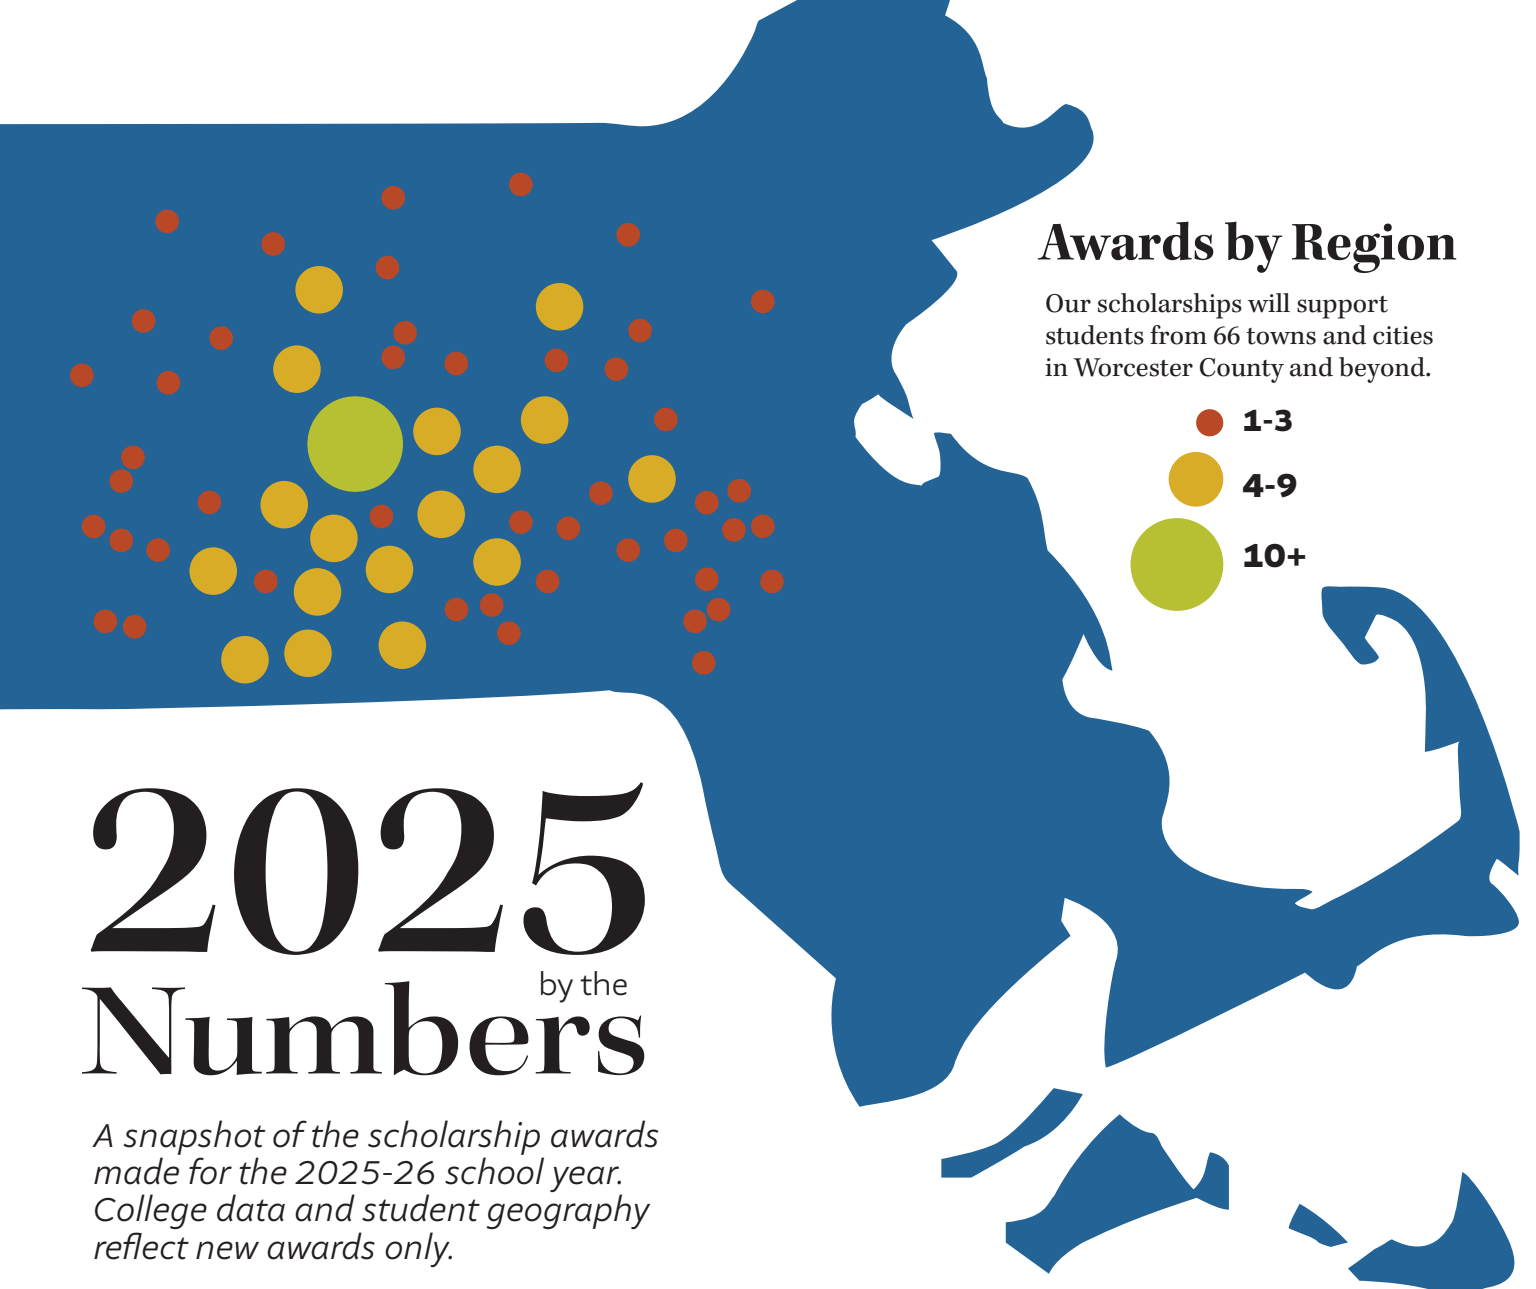 Awards by Region
Our scholarships will support
students from 66 towns and cities
in Worcester County and beyond.
1-3
4-9
10+
2025
by the
Numbers
A snapshot of the scholarship awards
made for the 2025-26 school year.
College data and student geography
reflect new awards only.